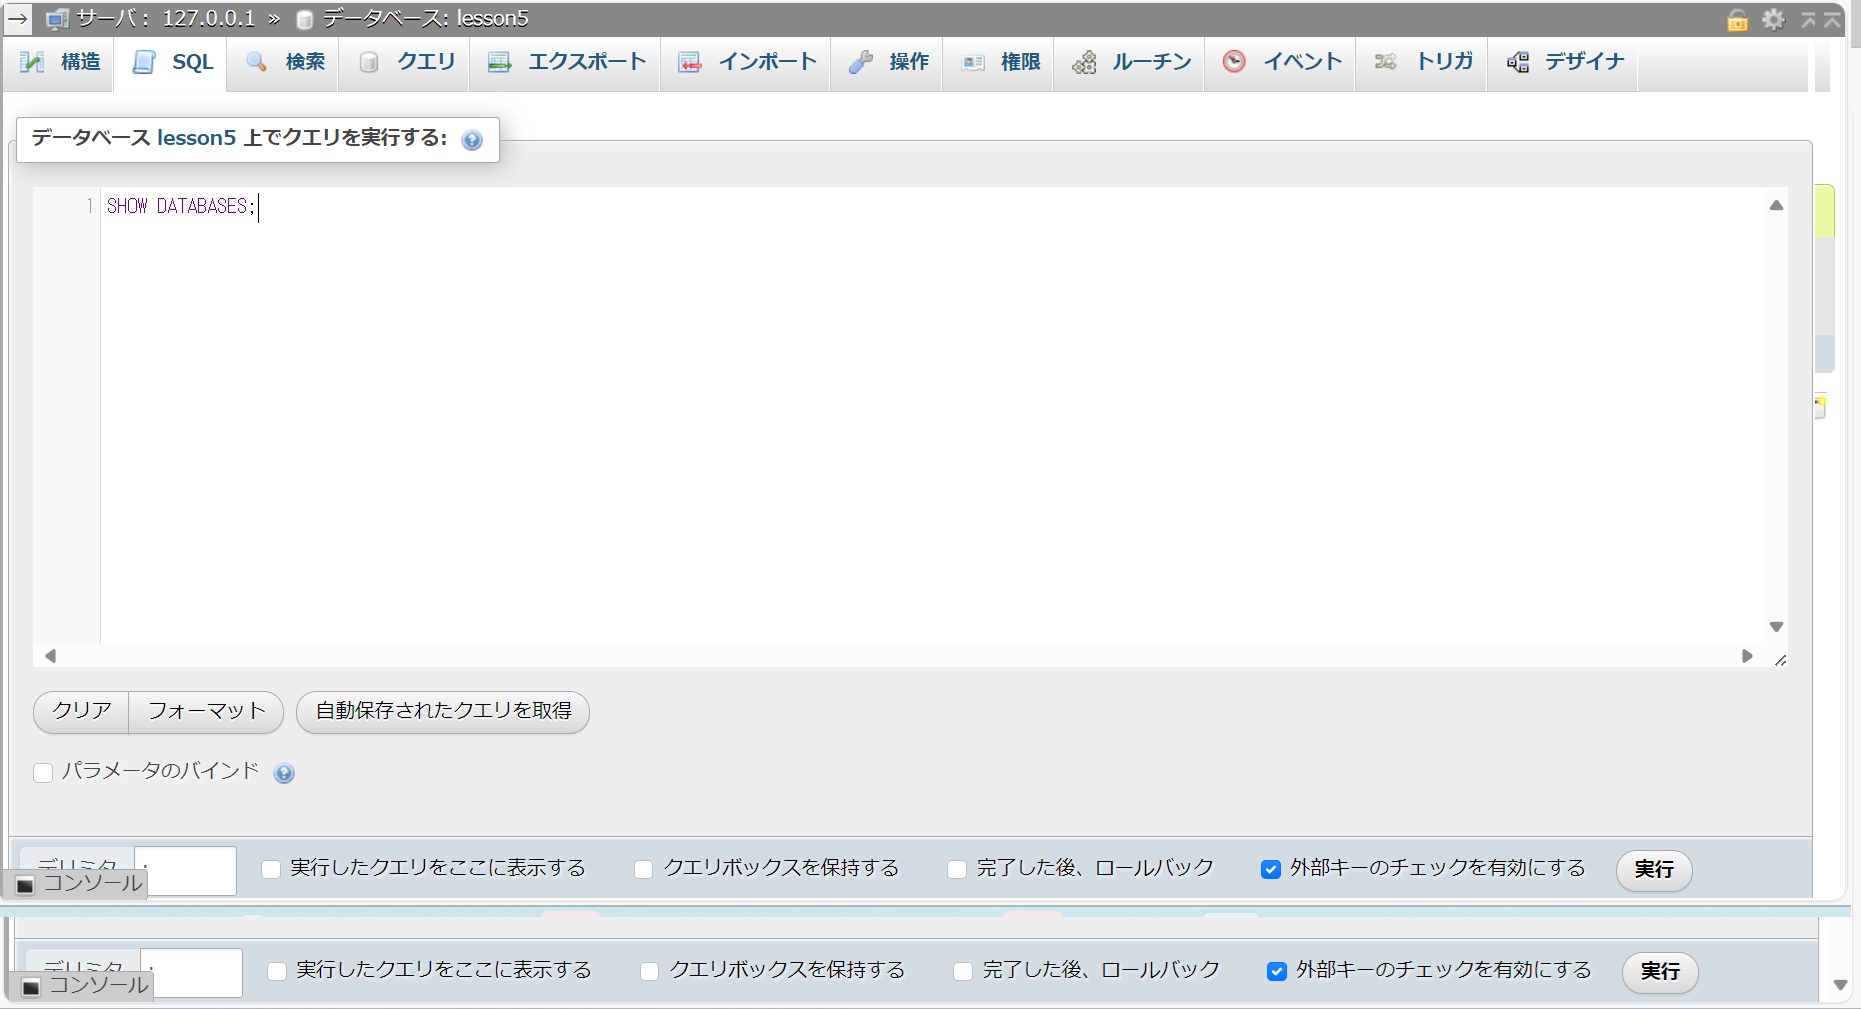 サーバ: 127.0.0.1 » データベース: lesson5
構造 SQL 検索 クエリ エクスポート インポート 操作 権限 ルーチン イベント トリガ デザイナ
データベース lesson5 上でクエリを実行する:
1 SHOW DATABASES;
クリア フォーマット 自動保存されたクエリを取得
パラメータのバインド
デリミタ 実行したクエリをここに表示する クエリボックスを保持する 完了した後、ロールバック 外部キーのチェックを有効にする 実行
コンソール
デリミタ 実行したクエリをここに表示する クエリボックスを保持する 完了した後、ロールバック 外部キーのチェックを有効にする 実行
コンソール